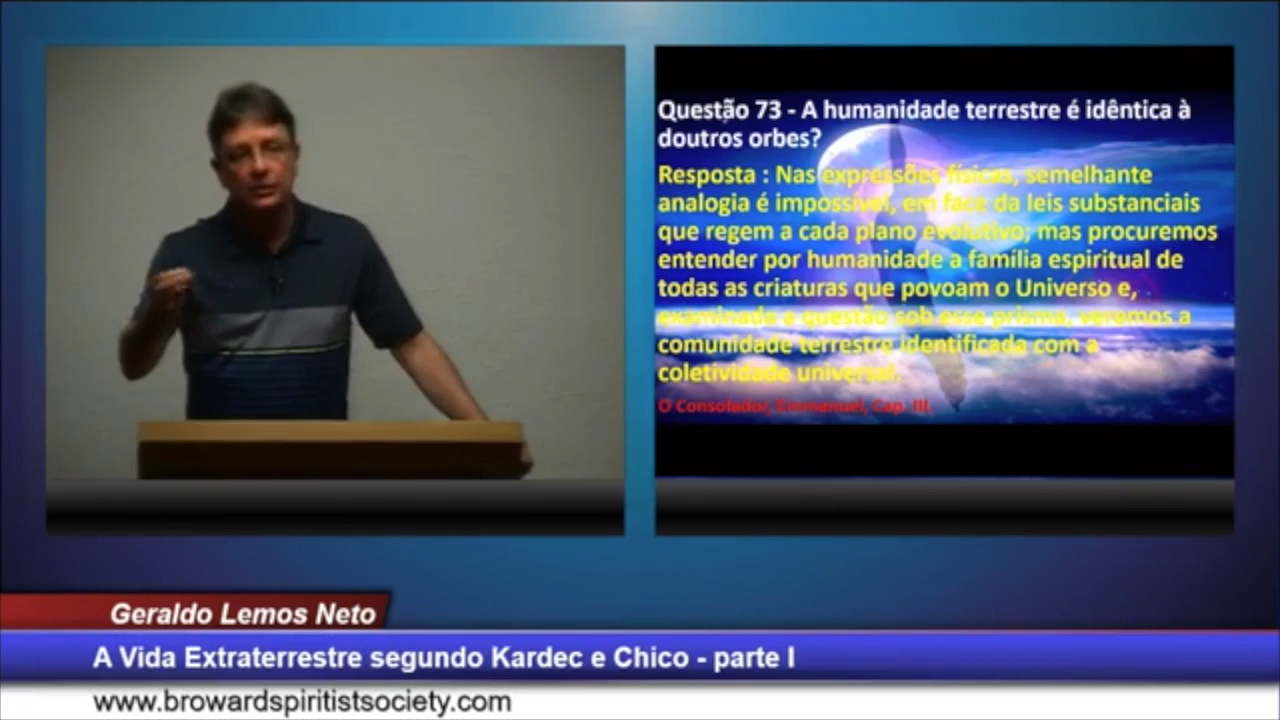 Questão 73 - A humanidade terrestre é idêntica à
doutros orbes?
Resposta : Nas expressões físicas, semelhante
analogia é impossível, em face da leis substanciais
que regem a cada plano evolutivo; mas procuremos
entender por humanidade a família espiritual de
todas as criaturas que povoam o Universo e,
examinada a questão sob esse prisma, veremos a
comunidade terrestre identificada com a
coletividade universal.
O Consolador, Emmanuel, Cap. III.
Geraldo Lemos Neto
A Vida Extraterrestre segundo Kardec e Chico - parte I
www.browardspiritistsociety.com